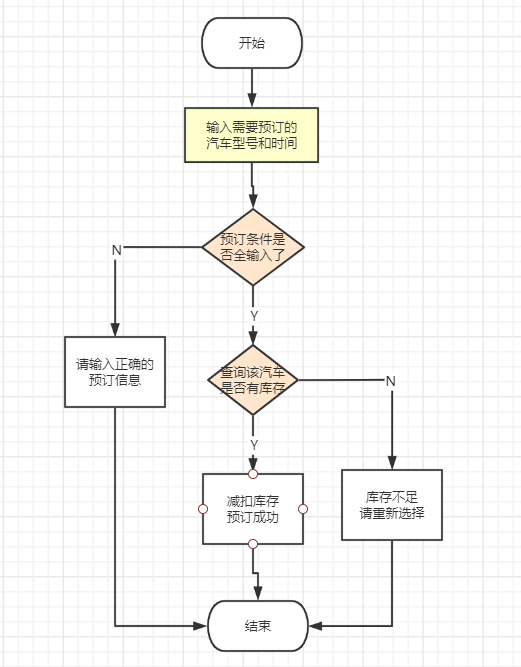 开始
输入需要预订的
汽车型号和时间
预订条件是
否全输入了
N
Y
请输入正确的
预订信息
查询该汽车
是否有库存
N
Y
减扣库存
预订成功
库存不足
请重新选择
结束